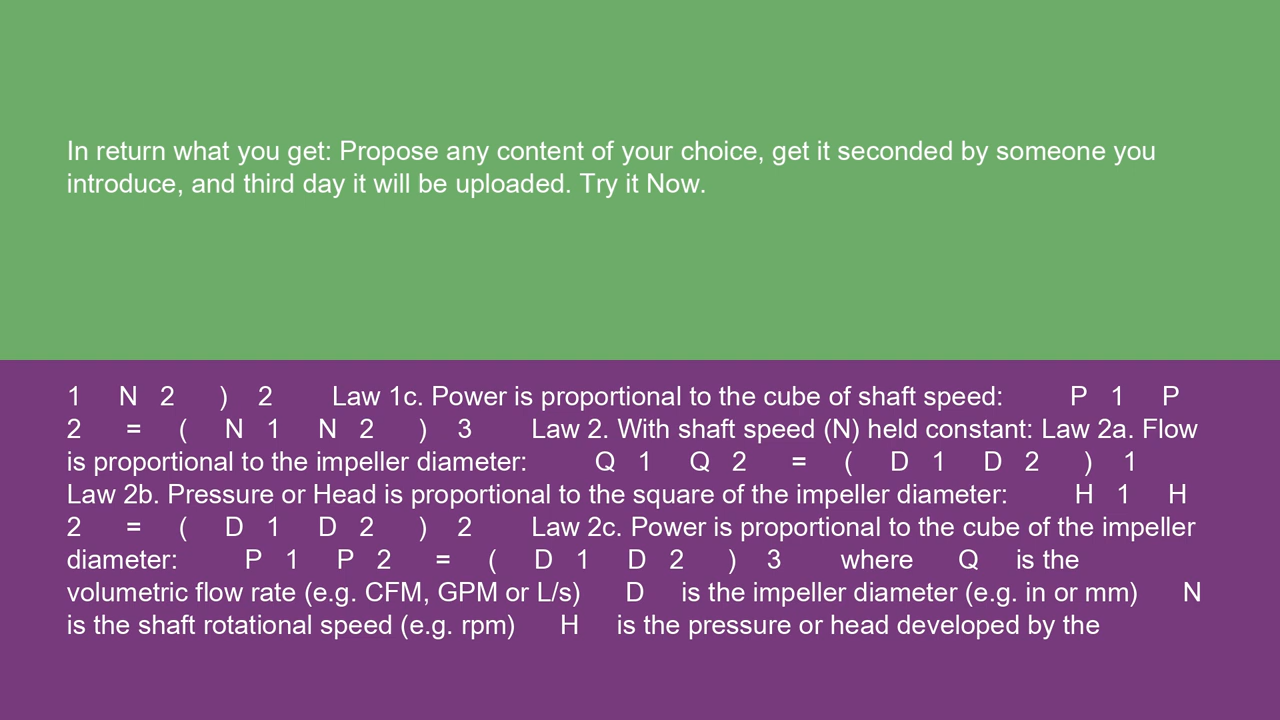 In return what you get: Propose any content of your choice, get it seconded by someone you
introduce, and third day it will be uploaded. Try it Now.
1 N 2 ) 2 Law 1c. Power is proportional to the cube of shaft speed: P 1 P
2 = ( N 1 N 2 ) 3 Law 2. With shaft speed (N) held constant: Law 2a. Flow
is proportional to the impeller diameter: Q 1 Q 2 = ( D 1 D 2 ) 1
Law 2b. Pressure or Head is proportional to the square of the impeller diameter: H 1 H
2 = ( D 1 D 2 ) 2 Law 2c. Power is proportional to the cube of the impeller
diameter: P 1 P 2 = ( D 1 D 2 ) 3 where Q is the
volumetric flow rate (e.g. CFM, GPM or L/s) D is the impeller diameter (e.g. in or mm) N
is the shaft rotational speed (e.g. rpm) H is the pressure or head developed by the